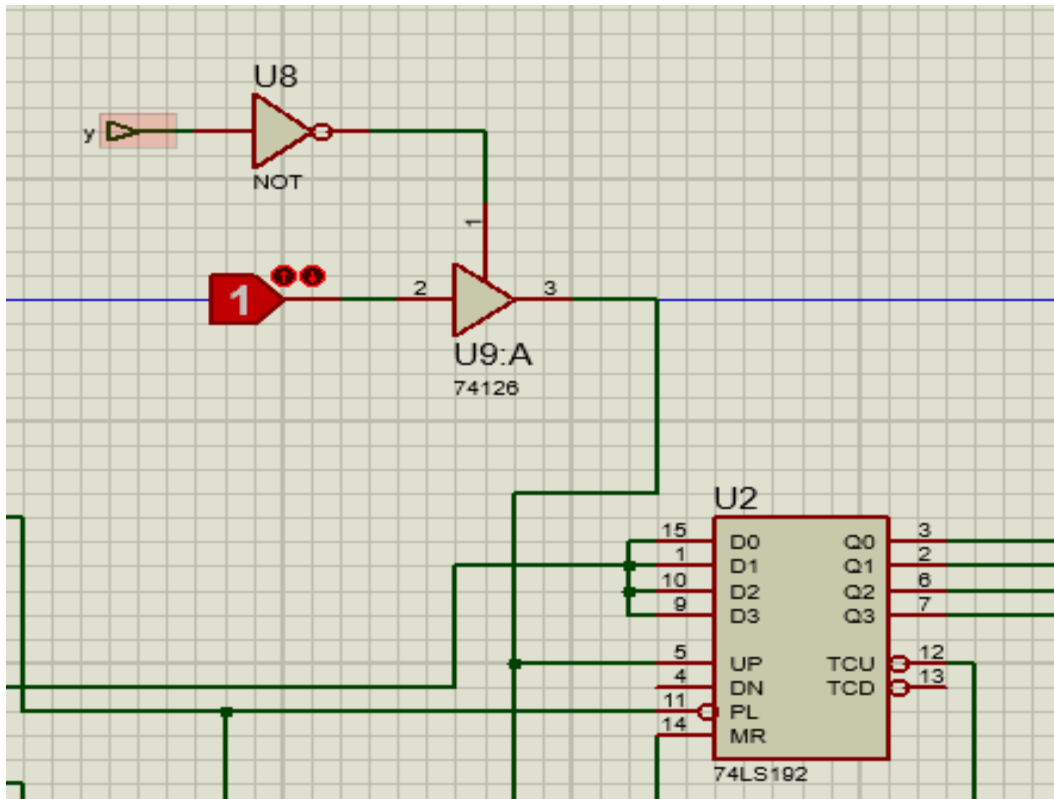 U8
y
NOT
1
1
2
3
U9:A
74126
U2
15 D0 Q0 3
1 D1 Q1 2
10 D2 Q2 6
9 D3 Q3 7
5 UP TCU 12
4 DN TCD 13
11 PL
14 MR
74LS192